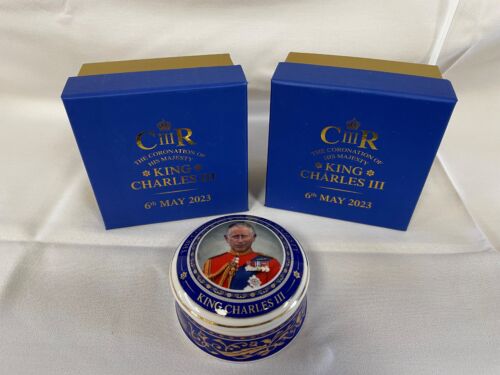 CIIIR
THE CORONATION OF
HIS MAJESTY
KING
CHARLES III
6th MAY 2023
CIIIR
THE CORONATION OF
HIS MAJESTY
KING
CHARLES III
6th MAY 2023
KING CHARLES III